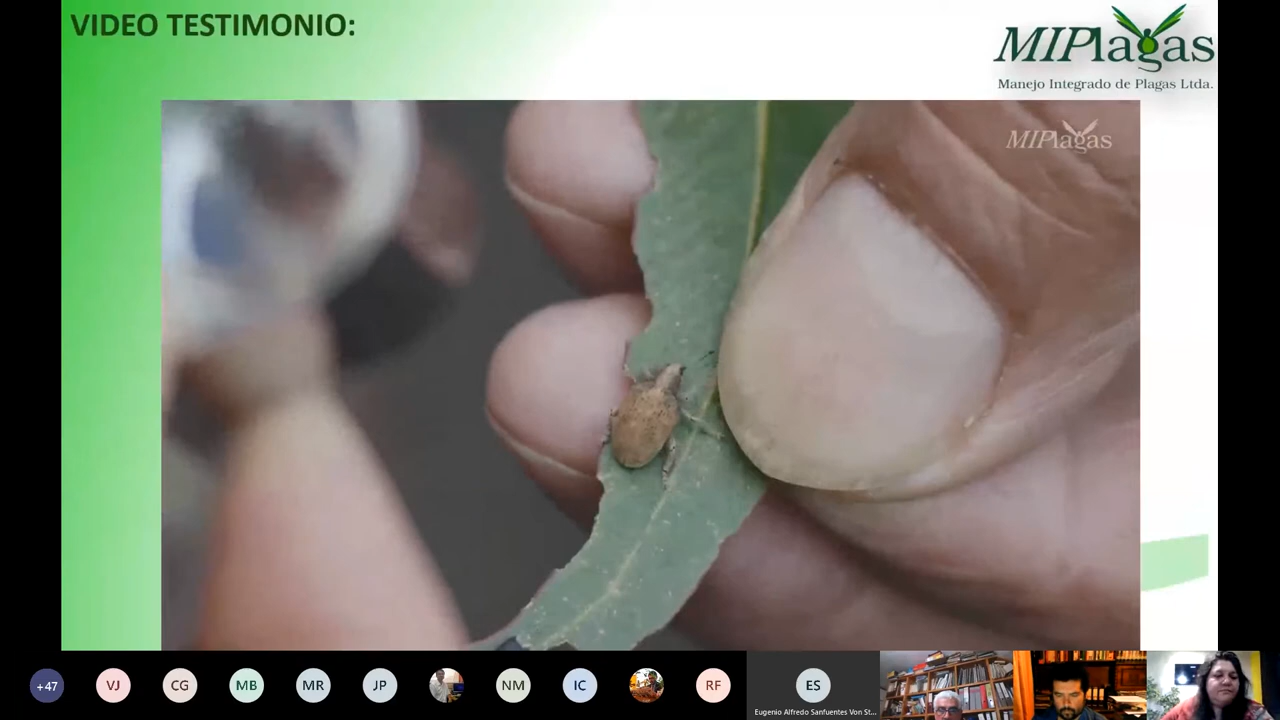 VIDEO TESTIMONIO:
MIPlagas
Manejo Integrado de Plagas Ltda.
MIPlagas
+47
VJ
CG
MB
MR
JP
NM
IC
RF
ES
Eugenio Alfredo Sanfuentes Von St...